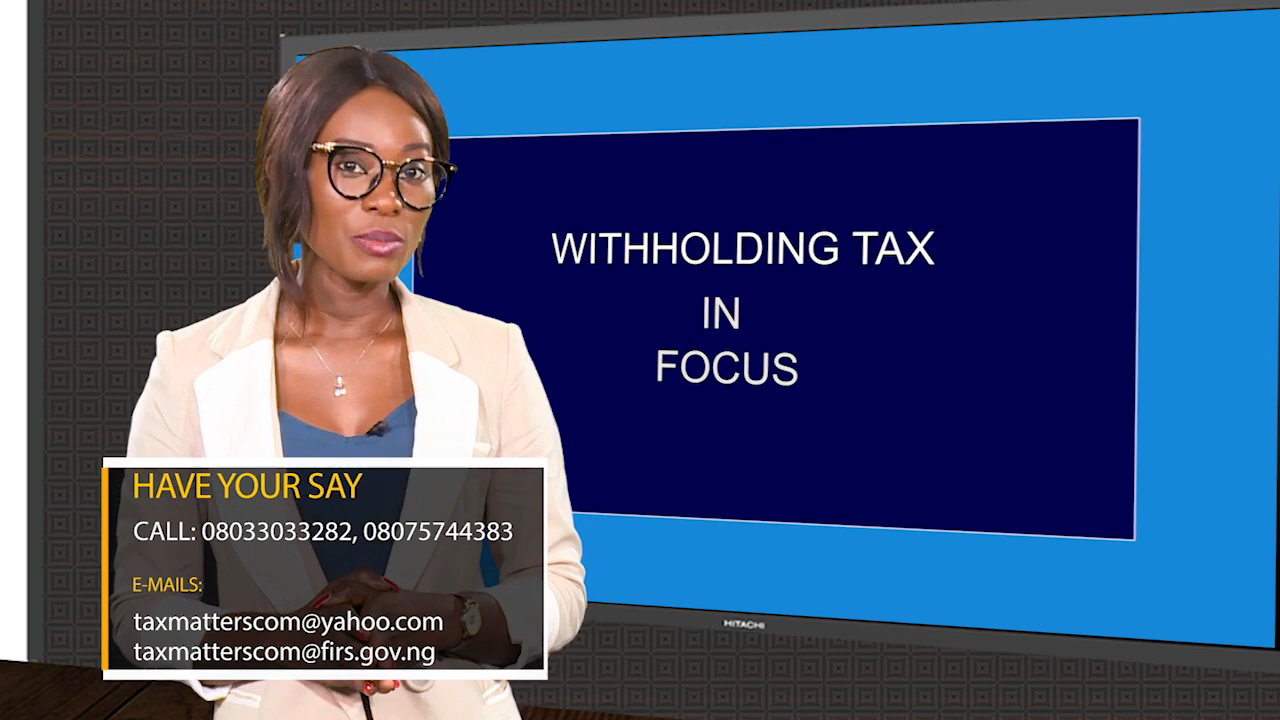 WITHHOLDING TAX
IN
FOCUS
HITACHI
HAVE YOUR SAY
CALL: 08033033282, 08075744383
E-MAILS:
taxmatterscom@yahoo.com
taxmatterscom@firs.gov.ng